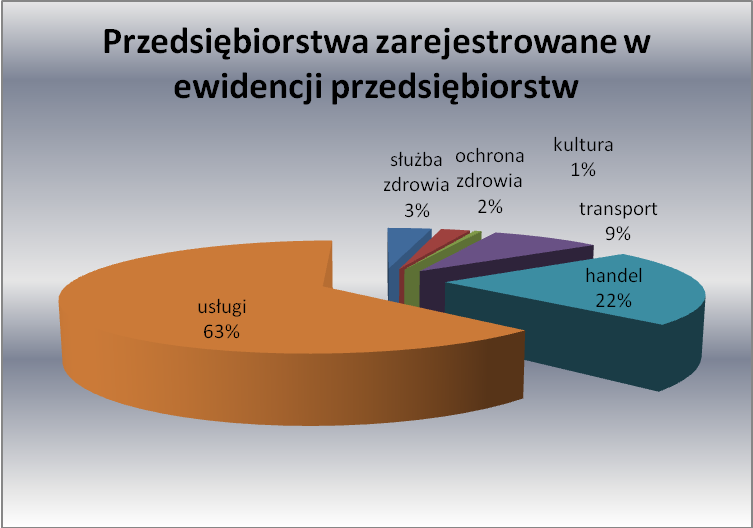 Przedsiębiorstwa zarejestrowane w
ewidencji przedsiębiorstw
służba
zdrowia
3%
ochrona
zdrowia
2%
kultura
1%
transport
9%
handel
22%
usługi
63%